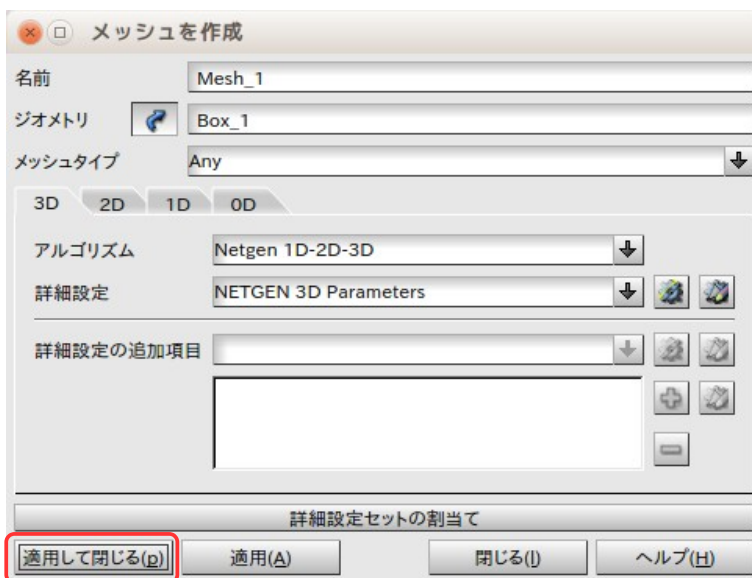 メッシュを作成
名前 Mesh_1
ジオメトリ Box_1
メッシュタイプ Any
3D 2D 1D 0D
アルゴリズム Netgen 1D-2D-3D
詳細設定 NETGEN 3D Parameters
詳細設定の追加項目
詳細設定セットの割当て
適用して閉じる(p) 適用(A) 閉じる(l) ヘルプ(H)